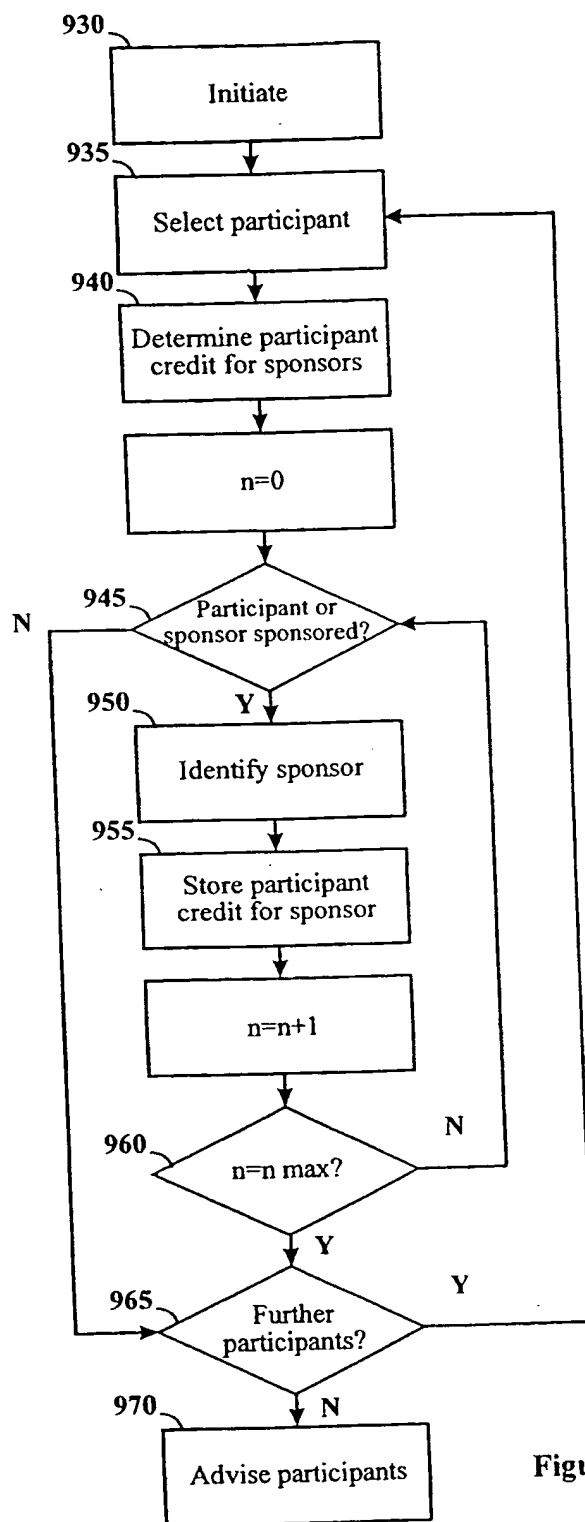 930
Initiate
935
Select participant
940
Determine participant
credit for sponsors
n=0
945
N
Participant or
sponsor sponsored?
Y
950
Identify sponsor
955
Store participant
credit for sponsor
n=n+1
960
N
n=n max?
Y
965
Y
Further
participants?
N
970
Advise participants